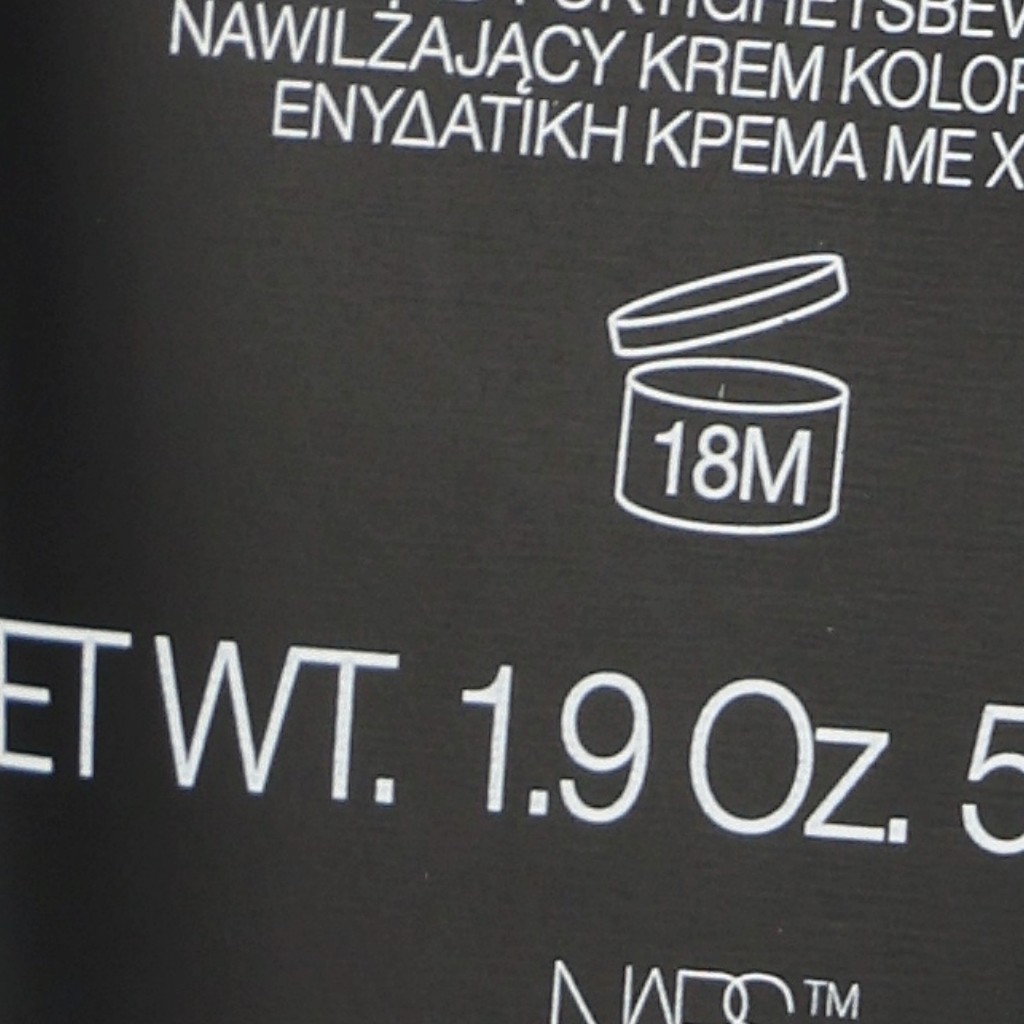 NAWILŻAJĄCY KREM KOLOR
ΕΝΥΔΑΤΙΚΗ ΚΡΕΜΑ ΜΕ Χ
18M
ET WT. 1.9 Oz. 5
NARS™